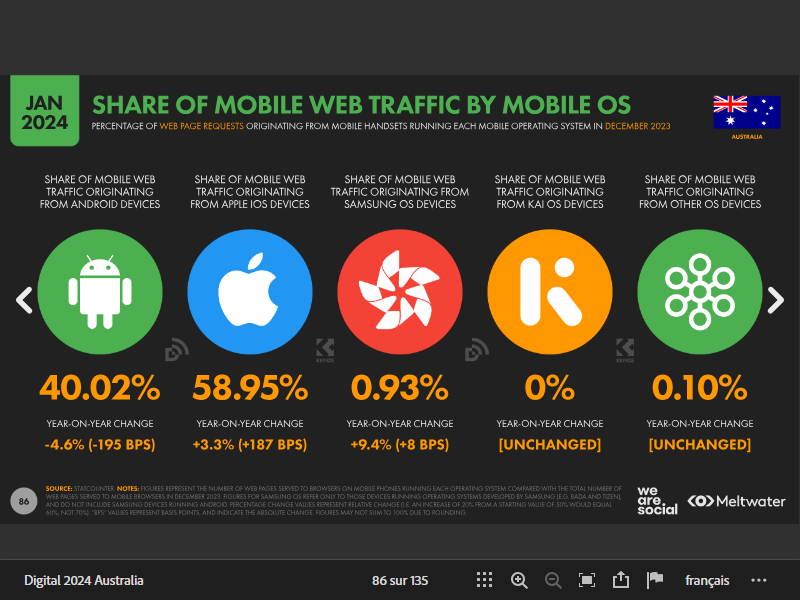 JAN
2024
SHARE OF MOBILE WEB TRAFFIC BY MOBILE OS
PERCENTAGE OF WEB PAGE REQUESTS ORIGINATING FROM MOBILE HANDSETS RUNNING EACH MOBILE OPERATING SYSTEM IN DECEMBER 2023
AUSTRALIA
SHARE OF MOBILE WEB
TRAFFIC ORIGINATING
FROM ANDROID DEVICES
SHARE OF MOBILE WEB
TRAFFIC ORIGINATING
FROM APPLE IOS DEVICES
SHARE OF MOBILE WEB
TRAFFIC ORIGINATING FROM
SAMSUNG OS DEVICES
SHARE OF MOBILE WEB
TRAFFIC ORIGINATING
FROM KAI OS DEVICES
SHARE OF MOBILE WEB
TRAFFIC ORIGINATING
FROM OTHER OS DEVICES
KEPIOS
KEPIOS
40.02%
58.95%
0.93%
0%
0.10%
YEAR-ON-YEAR CHANGE
YEAR-ON-YEAR CHANGE
YEAR-ON-YEAR CHANGE
YEAR-ON-YEAR CHANGE
YEAR-ON-YEAR CHANGE
-4.6% (-195 BPS)
+3.3% (+187 BPS)
+9.4% (+8 BPS)
[UNCHANGED]
[UNCHANGED]
86
SOURCE: STATCOUNTER. NOTES: FIGURES REPRESENT THE NUMBER OF WEB PAGES SERVED TO BROWSERS ON MOBILE PHONES RUNNING EACH OPERATING SYSTEM COMPARED WITH THE TOTAL NUMBER OF
WEB PAGES SERVED TO MOBILE BROWSERS IN DECEMBER 2023. FIGURES FOR SAMSUNG OS REFER ONLY TO THOSE DEVICES RUNNING OPERATING SYSTEMS DEVELOPED BY SAMSUNG (E.G. BADA AND TIZEN),
AND DO NOT INCLUDE SAMSUNG DEVICES RUNNING ANDROID. PERCENTAGE CHANGE VALUES REPRESENT RELATIVE CHANGE (I.E. AN INCREASE OF 20% FROM A STARTING VALUE OF 50% WOULD EQUAL
60%, NOT 70%). "BPS" VALUES REPRESENT BASIS POINTS, AND INDICATE THE ABSOLUTE CHANGE. FIGURES MAY NOT SUM TO 100% DUE TO ROUNDING.
we
are.
social
Meltwater
Digital 2024 Australia
86 sur 135
français